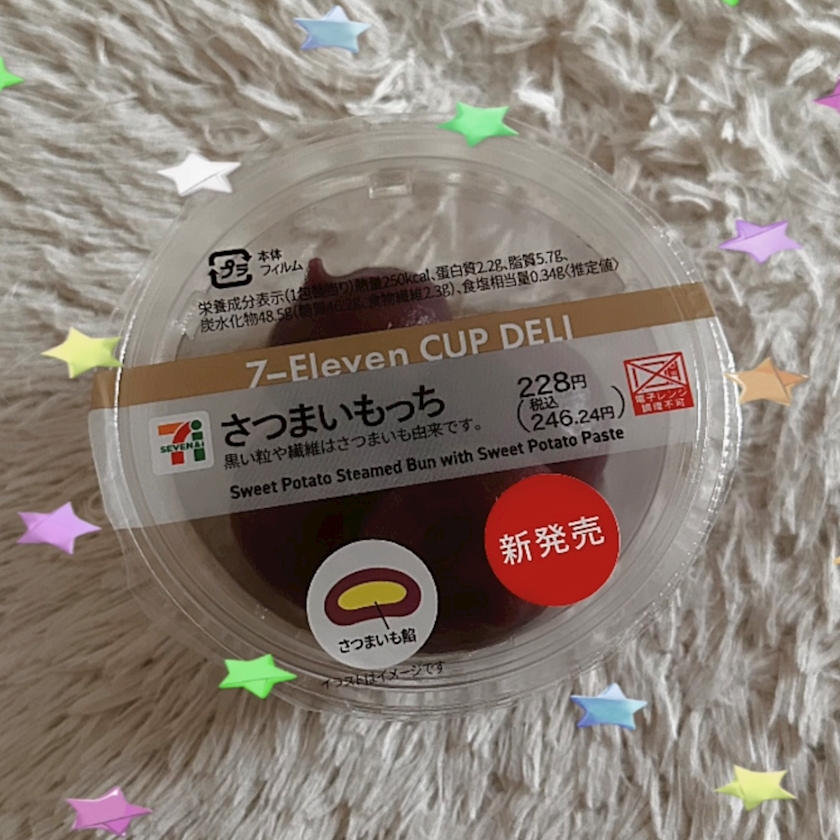 プラ
本体
フィルム
栄養成分表示(1包装当り)熱量250kcal、蛋白質2.2g、脂質5.7g、
炭水化物48.5g(糖質46.2g、食物繊維2.3g)、食塩相当量0.34g(推定値)
7-Eleven CUP DELI
7
SEVEN&i
さつまいもっち
黒い粒や繊維はさつまいも由来です。
228円
(税込
246.24円)
電子レンジ
調理不可
Sweet Potato Steamed Bun with Sweet Potato Paste
新発売
さつまいも餡
イラストはイメージです